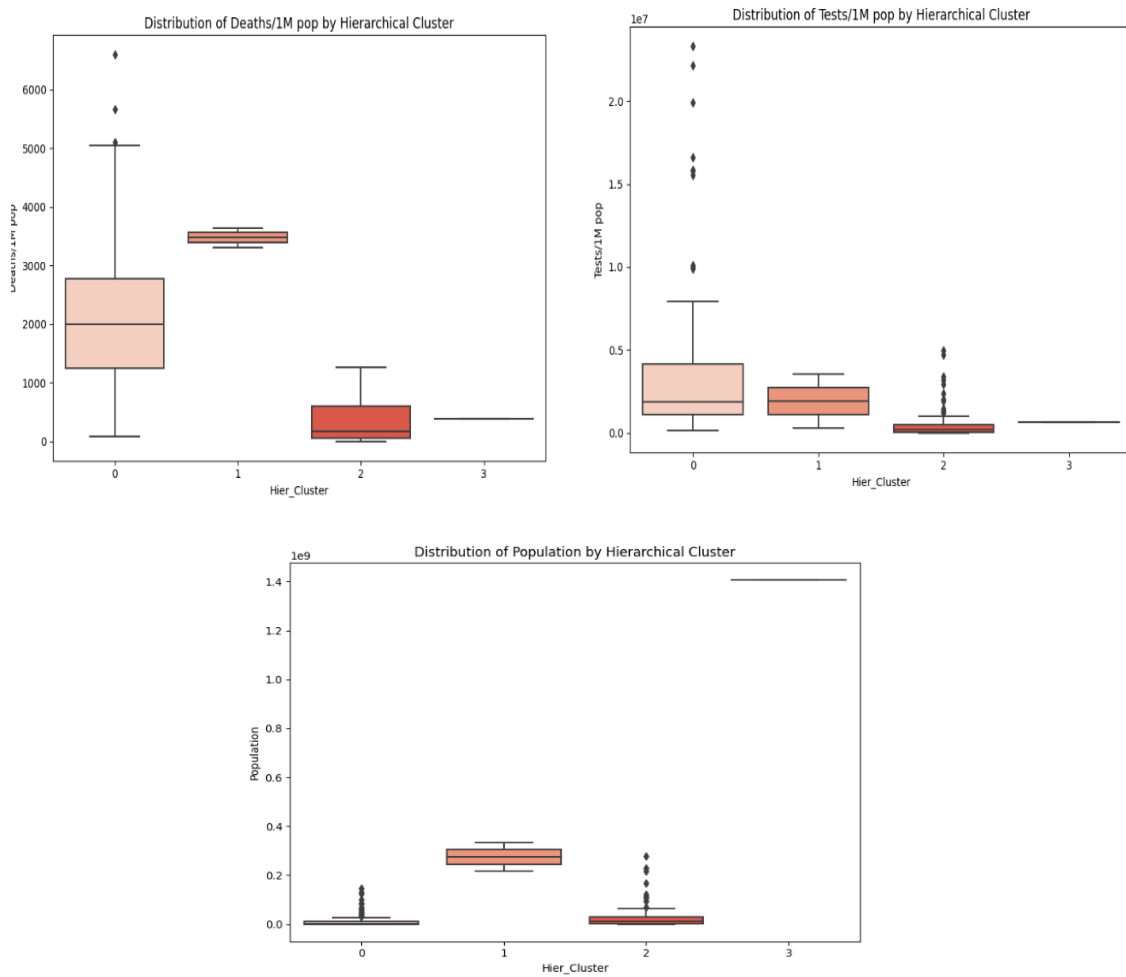 Distribution of Deaths/1M pop by Hierarchical Cluster
6000
5000
4000
3000
2000
1000
0
Deaths/1M pop
0 1 2 3
Hier_Cluster
Distribution of Tests/1M pop by Hierarchical Cluster
1e7
2.0
1.5
1.0
0.5
0.0
Tests/1M pop
0 1 2 3
Hier_Cluster
Distribution of Population by Hierarchical Cluster
1e9
1.4
1.2
1.0
0.8
0.6
0.4
0.2
0.0
Population
0 1 2 3
Hier_Cluster